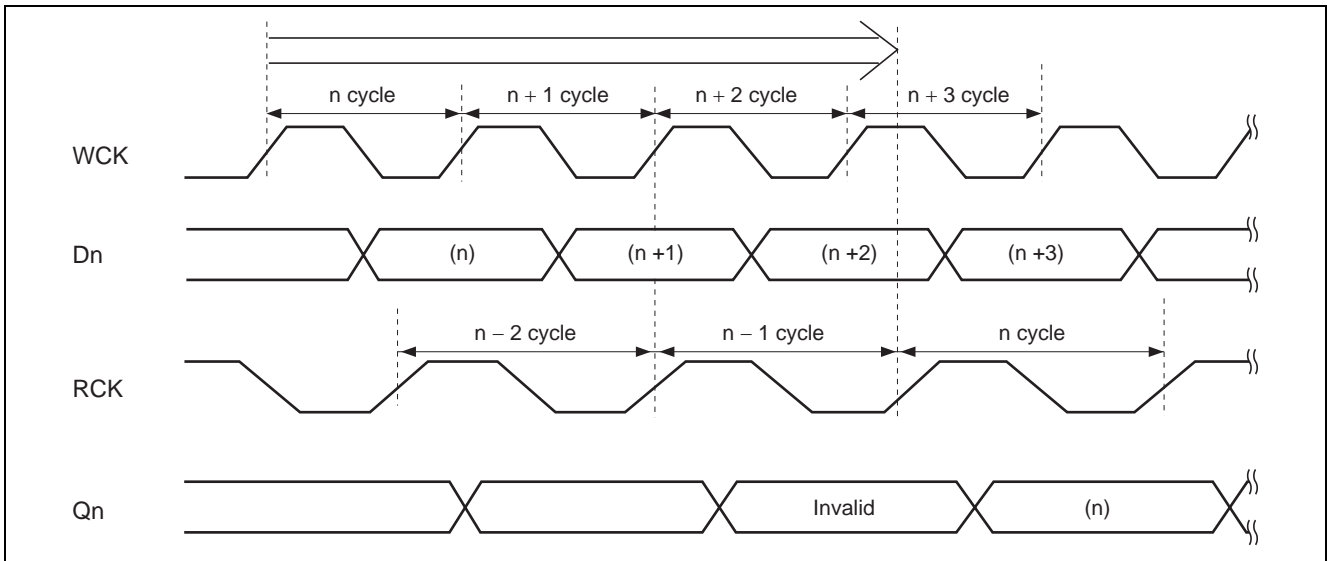 n cycle n + 1 cycle n + 2 cycle n + 3 cycle
WCK
Dn (n) (n +1) (n +2) (n +3)
n − 2 cycle n − 1 cycle n cycle
RCK
Qn Invalid (n)